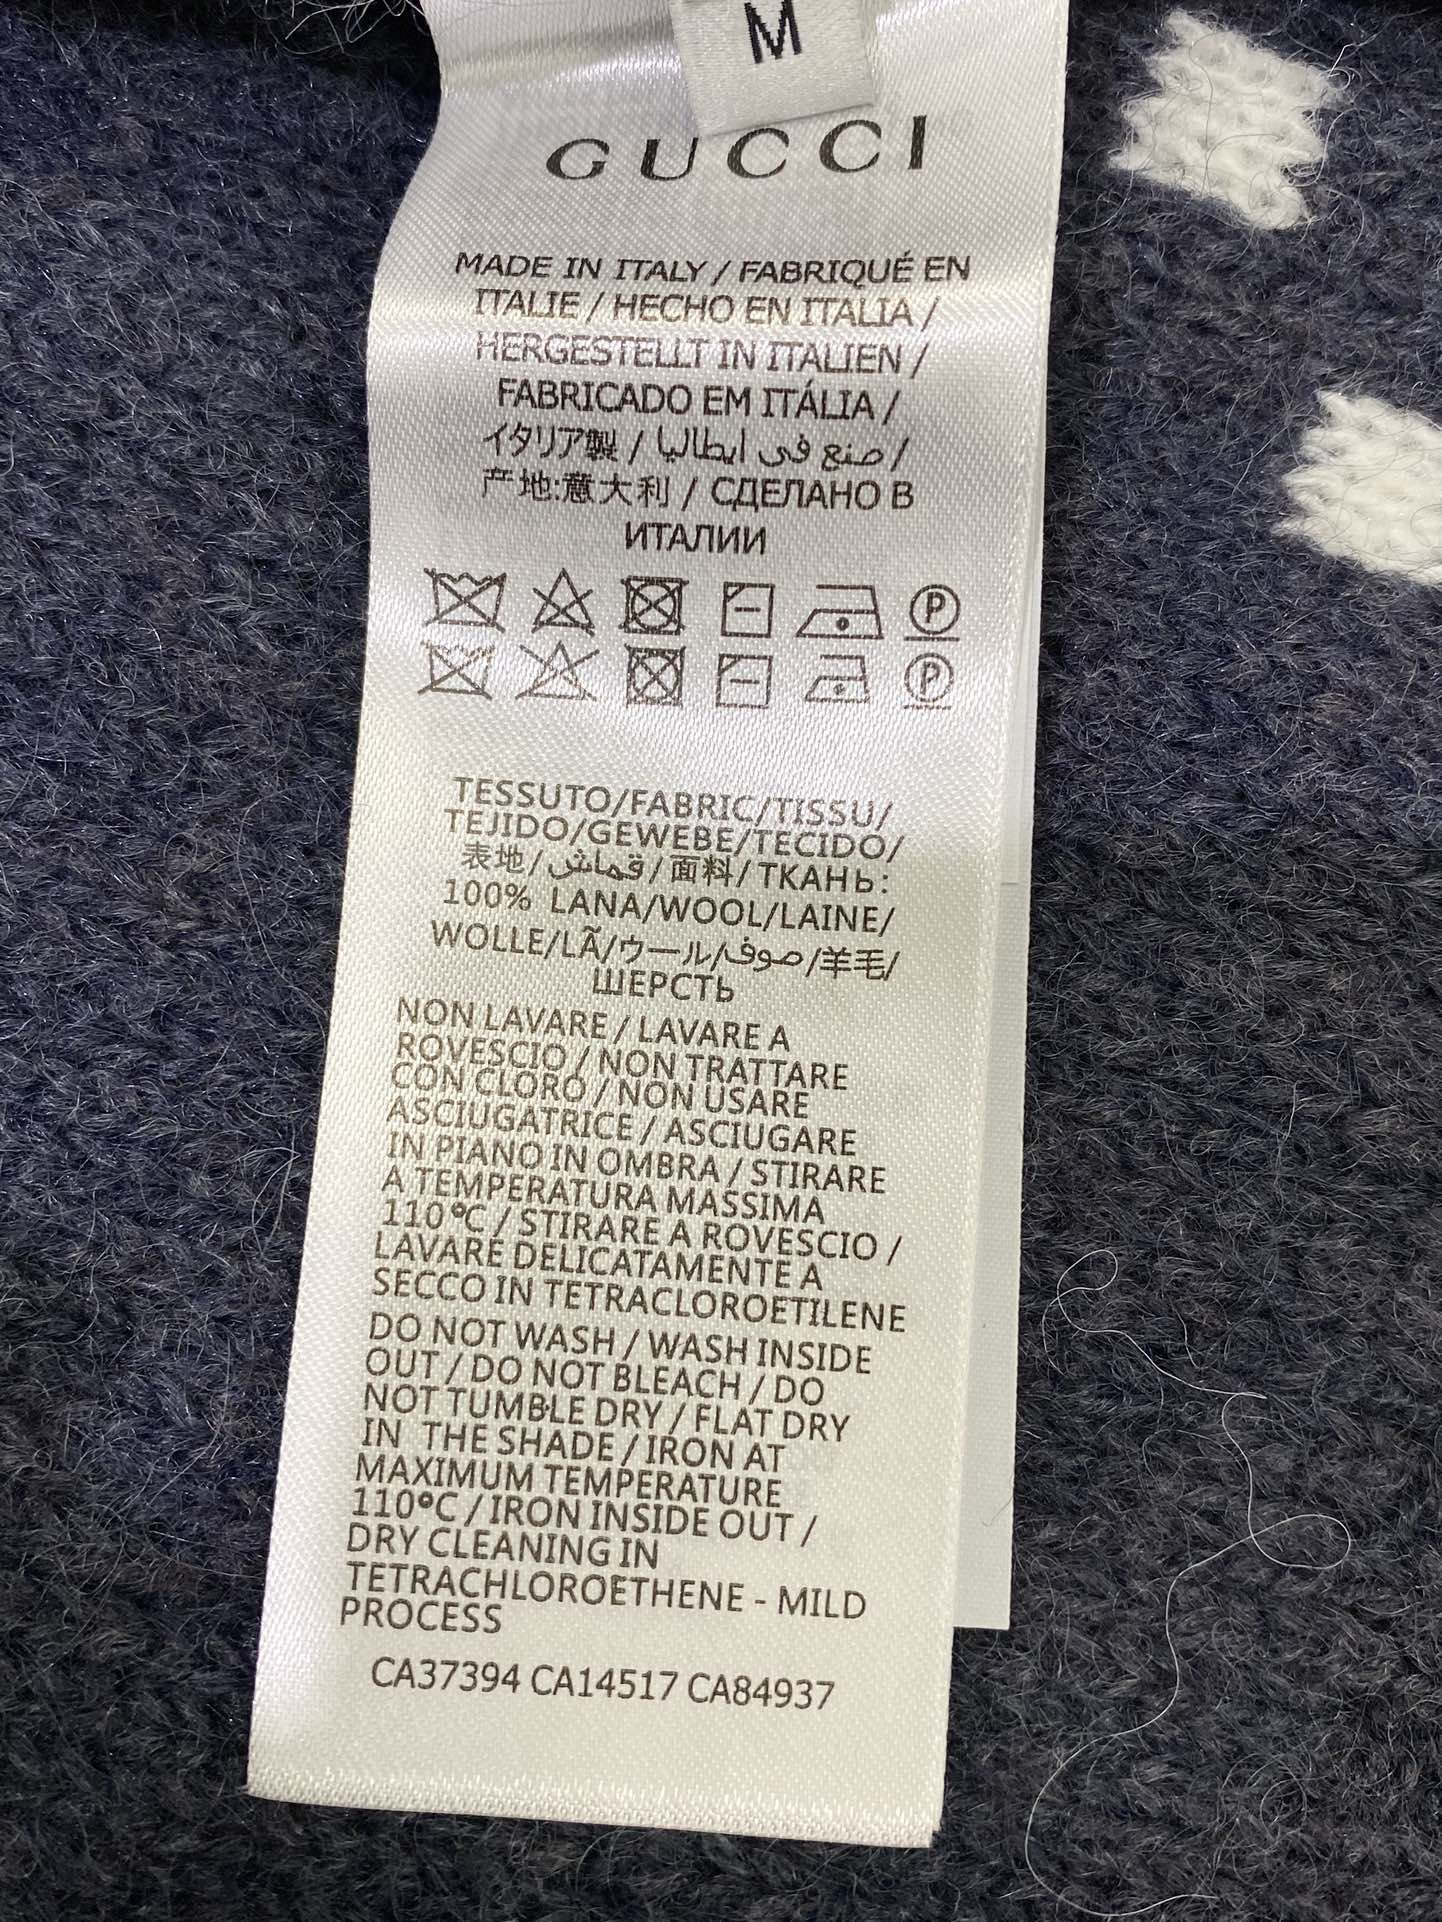 M
GUCCI
MADE IN ITALY / FABRIQUÉ EN
ITALIE / HECHO EN ITALIA /
HERGESTELLT IN ITALIEN /
FABRICADO EM ITÁLIA /
イタリア製 / صنع في ايطاليا /
产地:意大利 / СДЕЛАНО В
ИТАЛИИ
P
P
TESSUTO/FABRIC/TISSU/
TEJIDO/GEWEBE/TECIDO/
表地/قماش/面料/ТКАНЬ:
100% LANA/WOOL/LAINE/
WOLLE/LÃ/ウール/صوف/羊毛/
ШЕРСТЬ
NON LAVARE / LAVARE A
ROVESCIO / NON TRATTARE
CON CLORO / NON USARE
ASCIUGATRICE / ASCIUGARE
IN PIANO IN OMBRA / STIRARE
A TEMPERATURA MASSIMA
110°C / STIRARE A ROVESCIO /
LAVARE DELICATAMENTE A
SECCO IN TETRACLOROETILENE
DO NOT WASH / WASH INSIDE
OUT / DO NOT BLEACH / DO
NOT TUMBLE DRY / FLAT DRY
IN THE SHADE / IRON AT
MAXIMUM TEMPERATURE
110°C / IRON INSIDE OUT /
DRY CLEANING IN
TETRACHLOROETHENE - MILD
PROCESS
CA37394 CA14517 CA84937